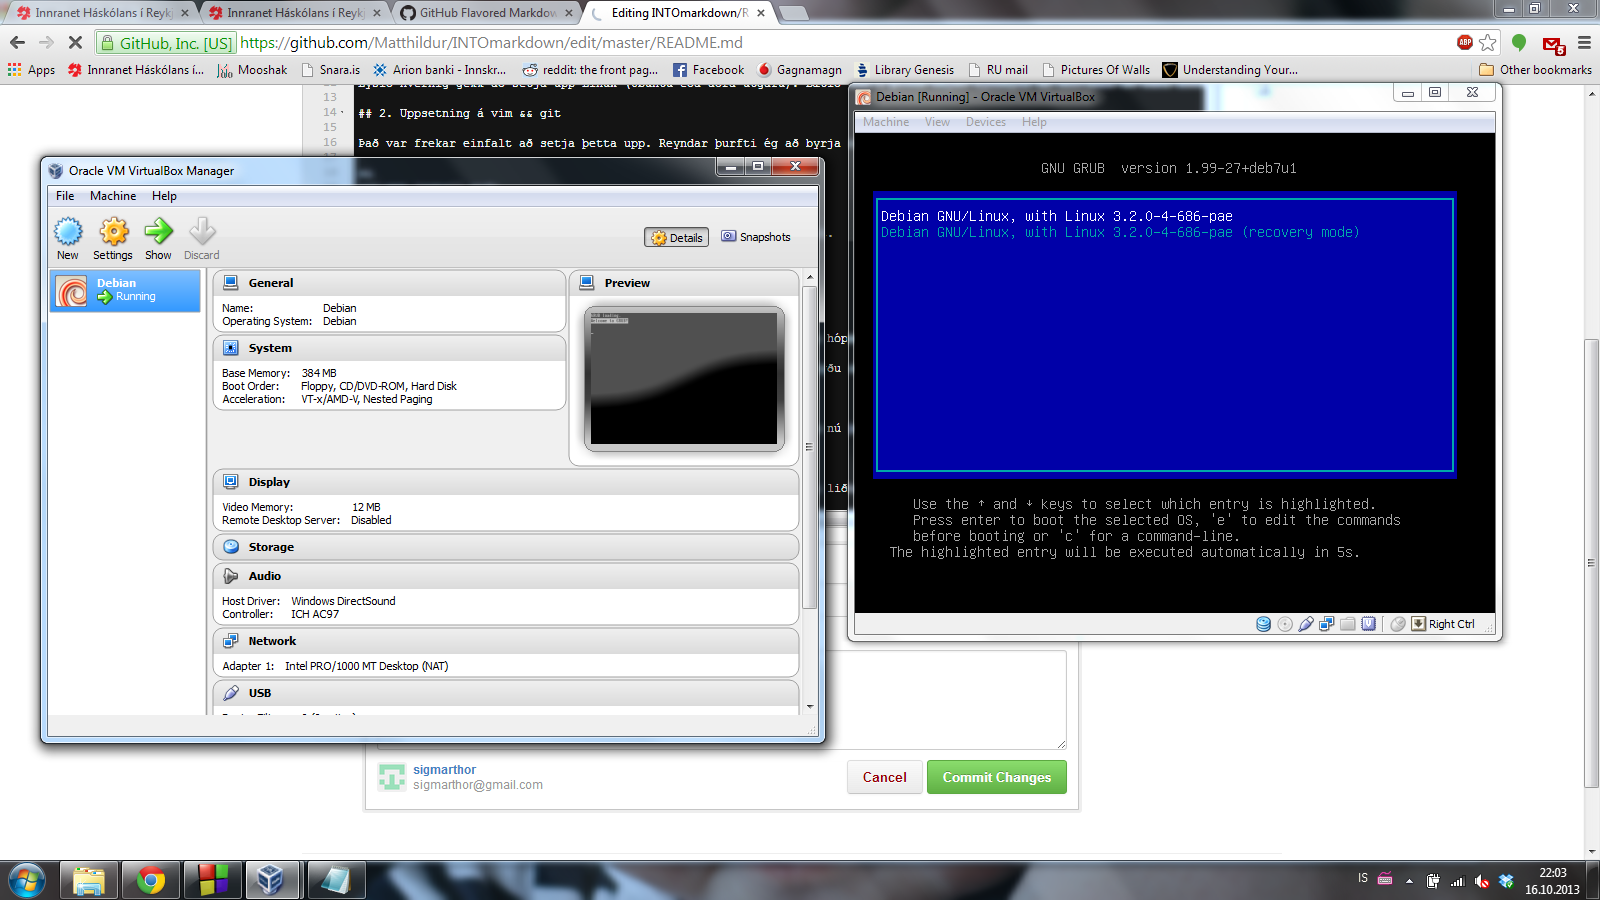 Innranet Háskólans í Reykj
Innranet Háskólans í Reykj
GitHub Flavored Markdow
Editing INTOmarkdown/R
GitHub, Inc. [US] https://github.com/Matthildur/INTOmarkdown/edit/master/README.md
ABP
5
Apps
Innranet Háskólans í...
Mooshak
Snara.is
Arion banki - Innskr...
reddit: the front pag...
Facebook
Gagnamagn
Library Genesis
RU mail
Pictures Of Walls
Understanding Your...
Other bookmarks
13
14 ## 2. Uppsetning á vim && git
15
16 Það var frekar einfalt að setja þetta upp. Reyndar þurfti ég að byrja
hóp
ðu
nú
lið
Oracle VM VirtualBox Manager
File Machine Help
New Settings Show Discard
Details Snapshots
Debian
Running
General
Name: Debian
Operating System: Debian
System
Base Memory: 384 MB
Boot Order: Floppy, CD/DVD-ROM, Hard Disk
Acceleration: VT-x/AMD-V, Nested Paging
Preview
Display
Video Memory: 12 MB
Remote Desktop Server: Disabled
Storage
Audio
Host Driver: Windows DirectSound
Controller: ICH AC97
Network
Adapter 1: Intel PRO/1000 MT Desktop (NAT)
USB
Debian [Running] - Oracle VM VirtualBox
Machine View Devices Help
GNU GRUB version 1.99-27+deb7u1
Debian GNU/Linux, with Linux 3.2.0-4-686-pae
Debian GNU/Linux, with Linux 3.2.0-4-686-pae (recovery mode)
Use the ↑ and ↓ keys to select which entry is highlighted.
Press enter to boot the selected OS, 'e' to edit the commands
before booting or 'c' for a command-line.
The highlighted entry will be executed automatically in 5s.
Right Ctrl
sigmarthor
sigmarthor@gmail.com
Cancel
Commit Changes
IS
22:03
16.10.2013